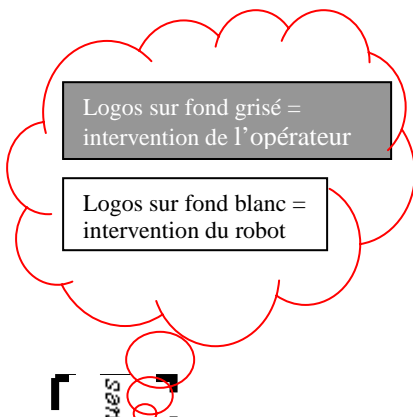 Logos sur fond grisé =
intervention de l'opérateur
Logos sur fond blanc =
intervention du robot